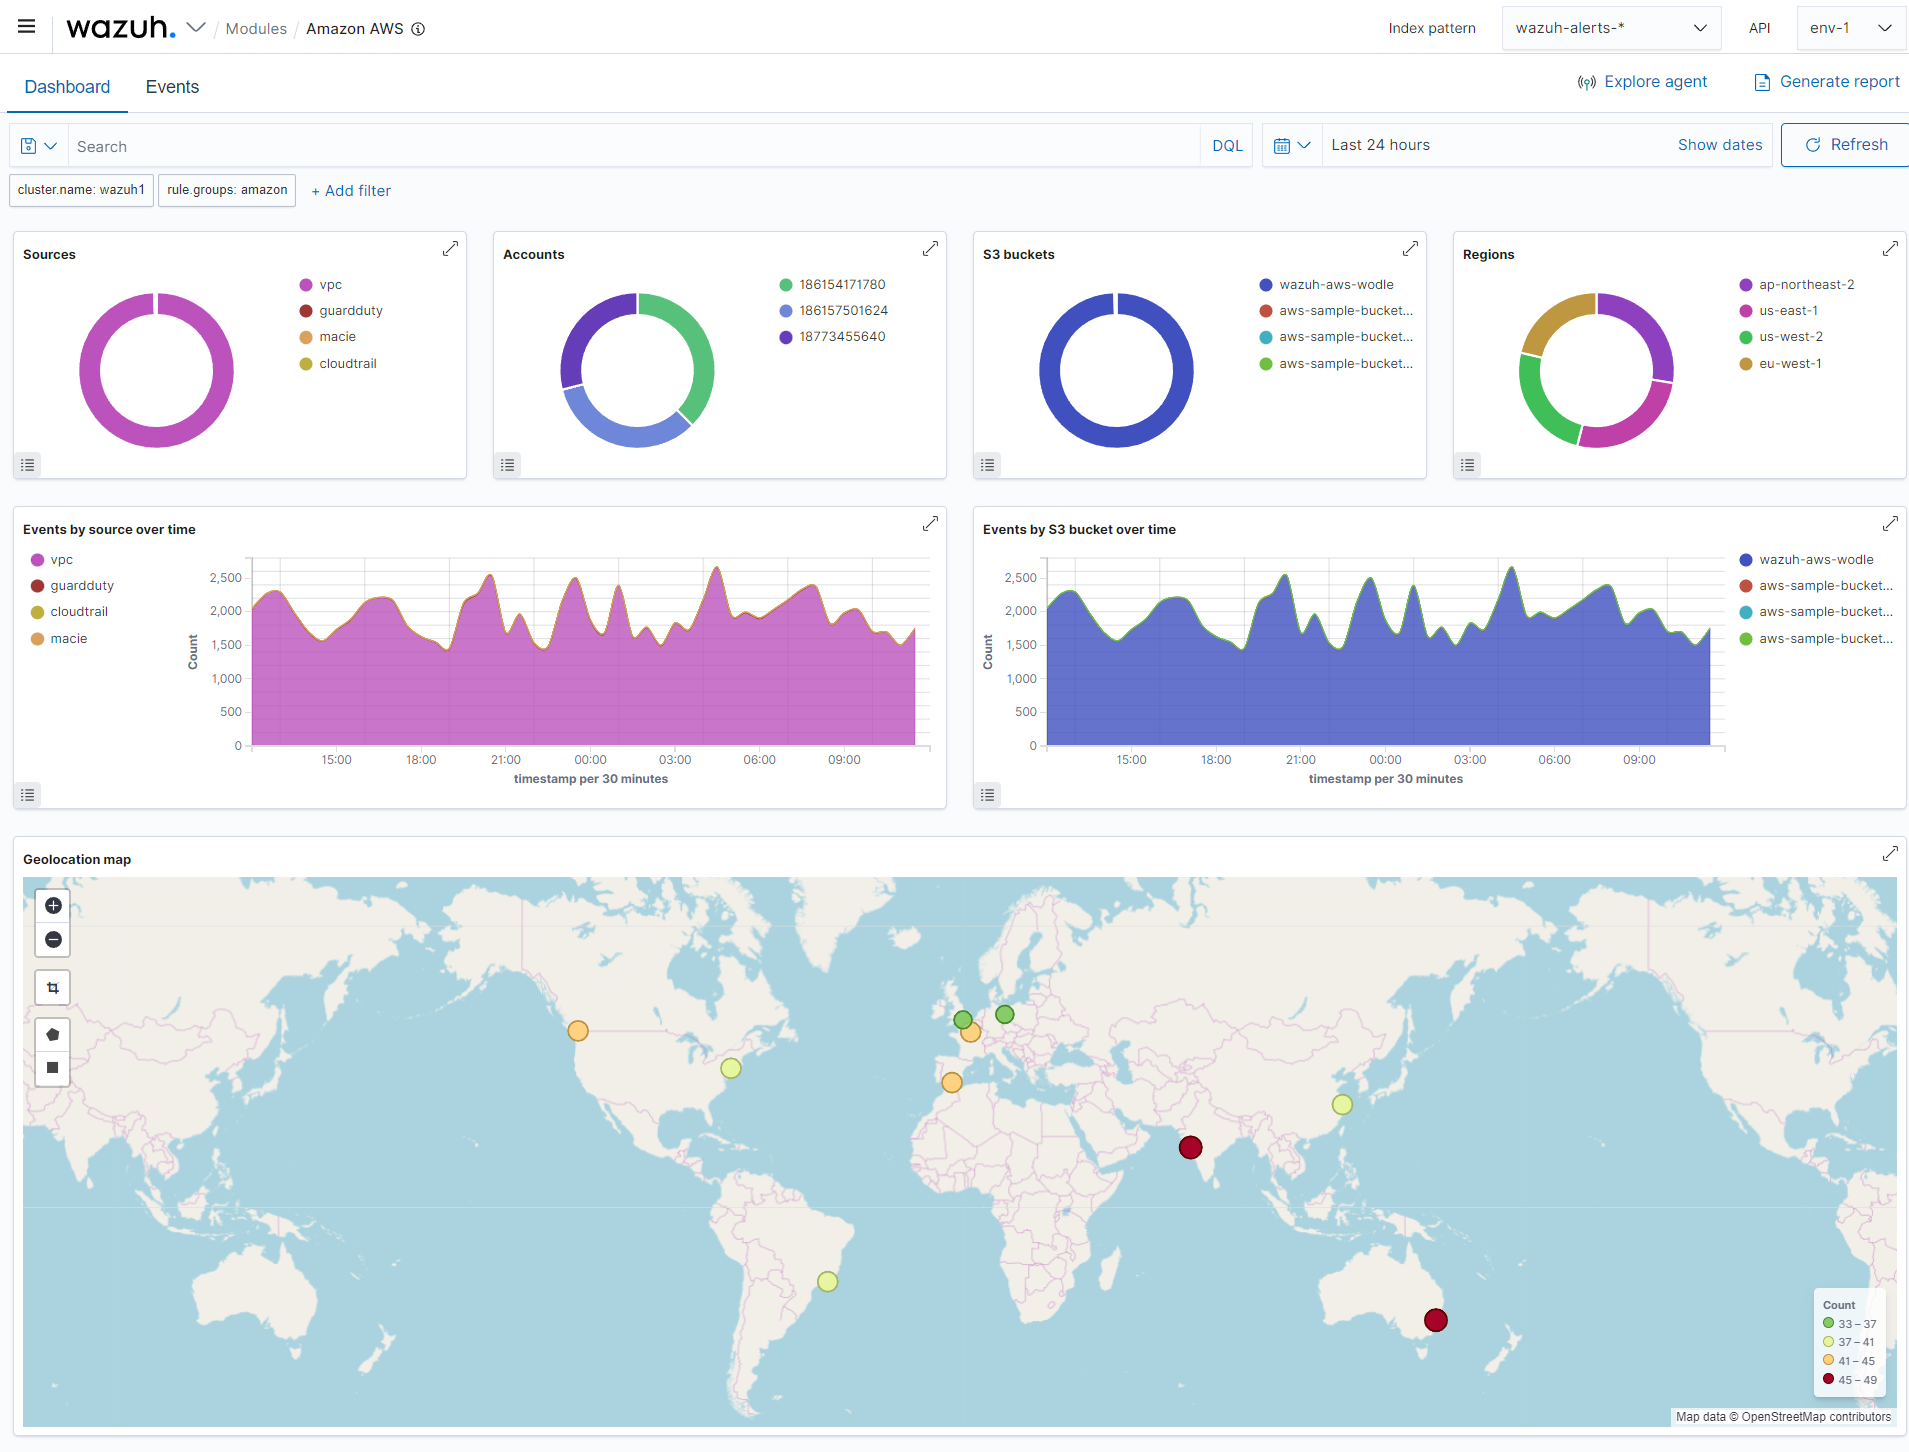 wazuh. / Modules / Amazon AWS
Index pattern wazuh-alerts-* API env-1
Dashboard Events
Explore agent Generate report
Search DQL Last 24 hours Show dates Refresh
cluster.name: wazuh1 rule.groups: amazon + Add filter
Sources
vpc
guardduty
macie
cloudtrail
Accounts
186154171780
186157501624
18773455640
S3 buckets
wazuh-aws-wodle
aws-sample-bucket...
aws-sample-bucket...
aws-sample-bucket...
Regions
ap-northeast-2
us-east-1
us-west-2
eu-west-1
Events by source over time
vpc
guardduty
cloudtrail
macie
Count
2,500
2,000
1,500
1,000
500
0
15:00 18:00 21:00 00:00 03:00 06:00 09:00
timestamp per 30 minutes
Events by S3 bucket over time
Count
2,500
2,000
1,500
1,000
500
0
15:00 18:00 21:00 00:00 03:00 06:00 09:00
timestamp per 30 minutes
wazuh-aws-wodle
aws-sample-bucket...
aws-sample-bucket...
aws-sample-bucket...
Geolocation map
Count
33 – 37
37 – 41
41 – 45
45 – 49
Map data © OpenStreetMap contributors